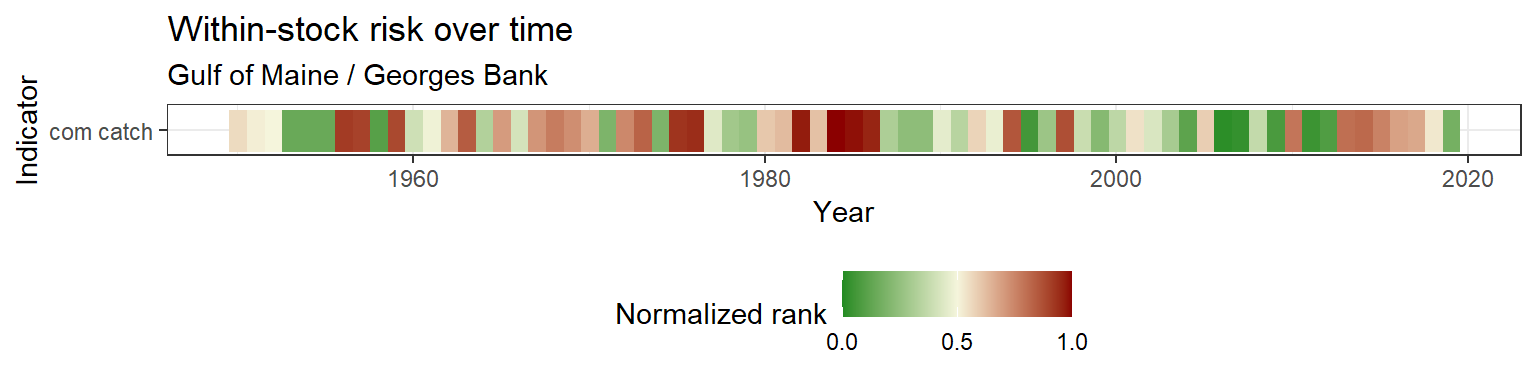 Within-stock risk over time
Gulf of Maine / Georges Bank
Indicator
com catch
1960 1980 2000 2020
Year
Normalized rank
0.0 0.5 1.0